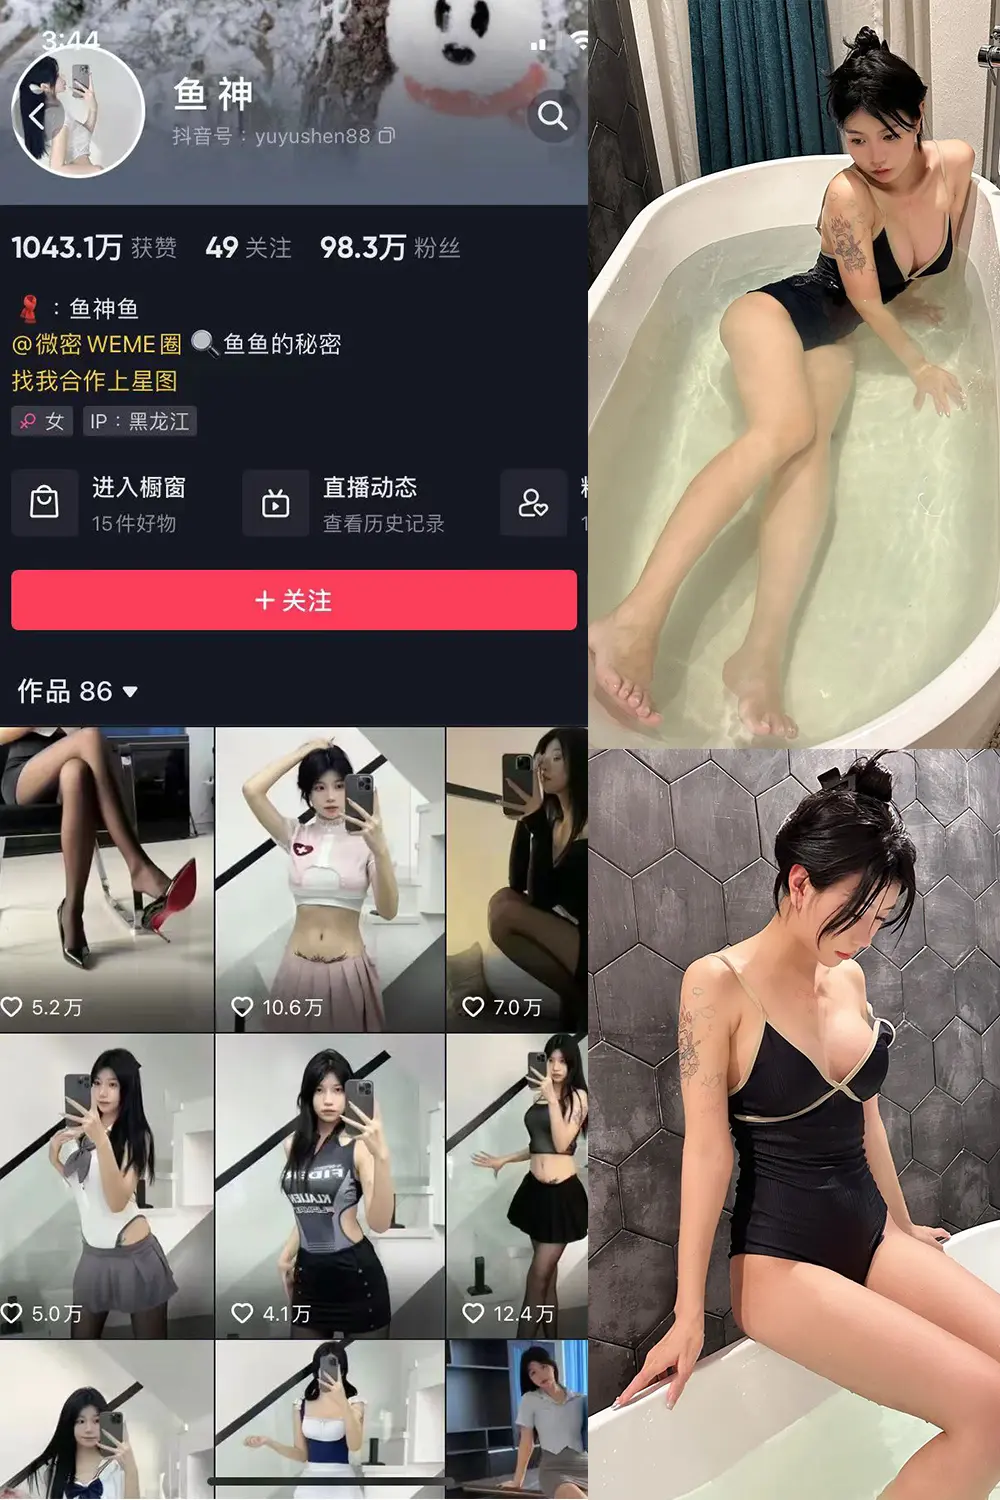 3:44
鱼 神
抖音号：yuyushen88
1043.1万 获赞 49 关注 98.3万 粉丝
：鱼神鱼
@微密 WEME圈 🔍鱼鱼的秘密
找我合作上星图
女 IP：黑龙江
进入橱窗 直播动态
15件好物 查看历史记录
+ 关注
作品 86
5.2万 10.6万 7.0万
5.0万 4.1万 12.4万